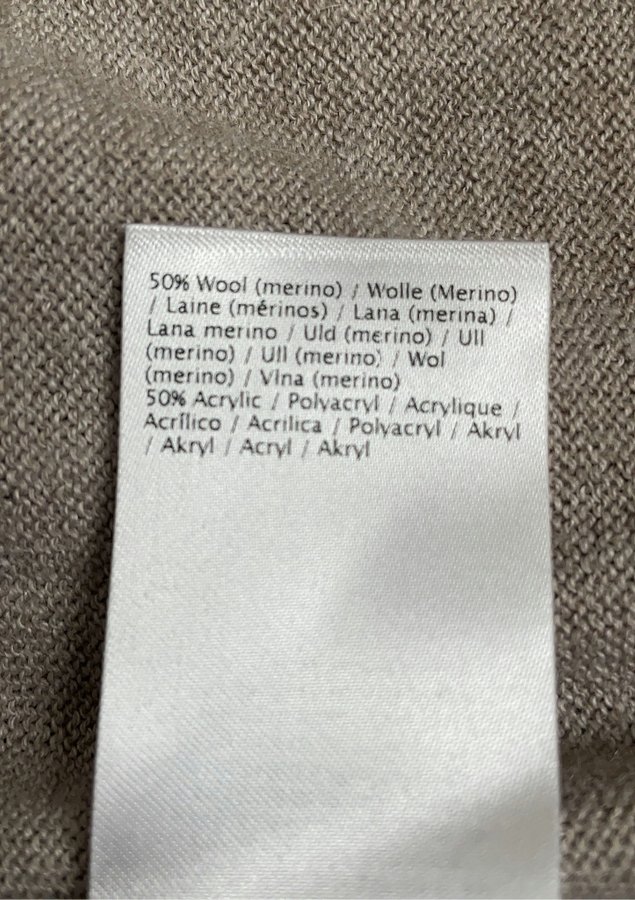 50% Wool (merino) / Wolle (Merino)
/ Laine (mérinos) / Lana (merina) /
Lana merino / Uld (merino) / Ull
(merino) / Ull (merino) / Wol
(merino) / Vlna (merino)
50% Acrylic / Polyacryl / Acrylique /
Acrílico / Acrilica / Polyacryl / Akryl
/ Akryl / Acryl / Akryl